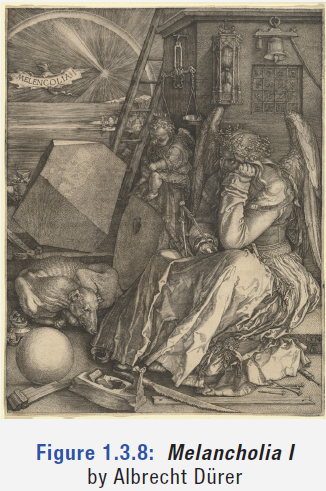 MELENCOLIA I
Figure 1.3.8: Melancholia I
by Albrecht Dürer